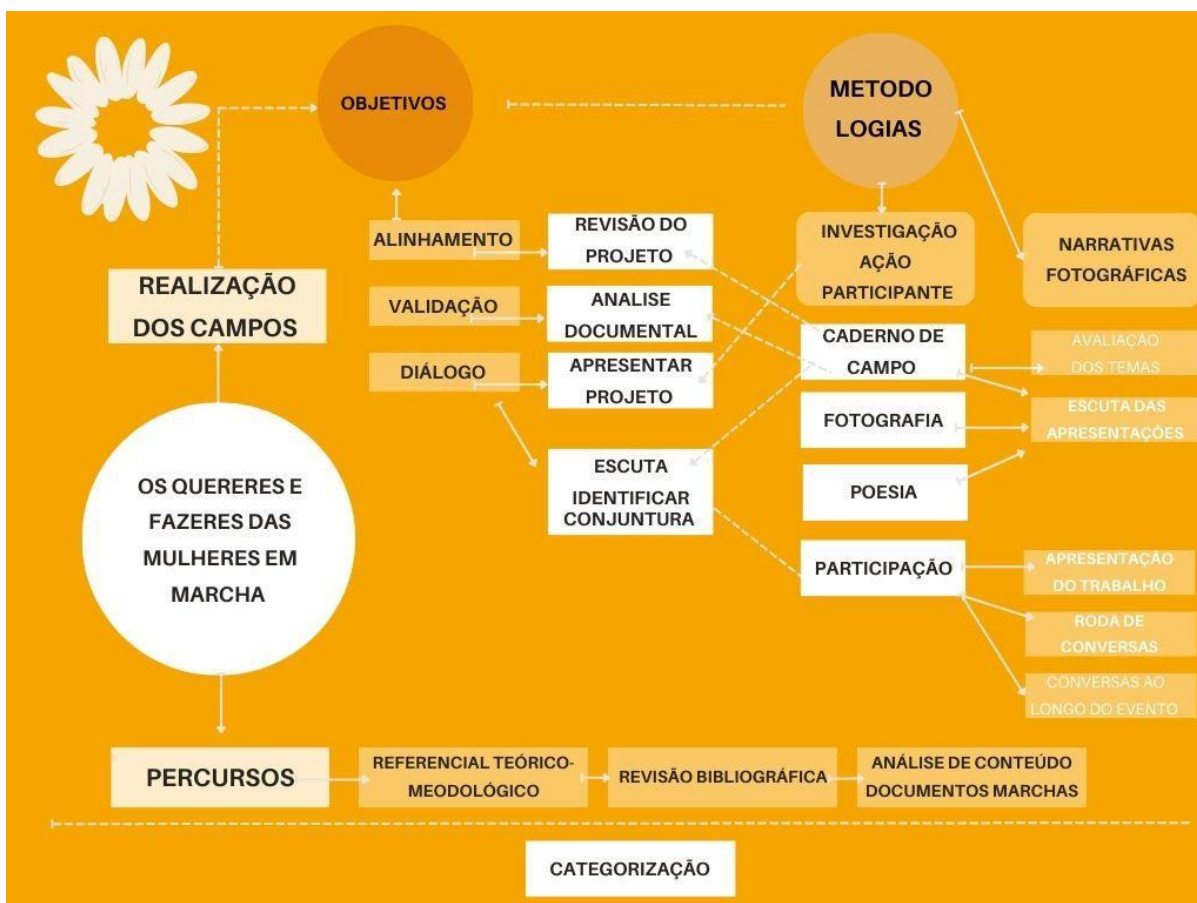 OBJETIVOS
METODO
LOGIAS
ALINHAMENTO
REVISÃO DO
PROJETO
INVESTIGAÇÃO
AÇÃO
PARTICIPANTE
NARRATIVAS
FOTOGRÁFICAS
REALIZAÇÃO
DOS CAMPOS
VALIDAÇÃO
ANALISE
DOCUMENTAL
CADERNO DE
CAMPO
AVALIAÇÃO
DOS TEMAS
DIÁLOGO
APRESENTAR
PROJETO
FOTOGRAFIA
ESCUTA DAS
APRESENTAÇÕES
OS QUERERES E
FAZERES DAS
MULHERES EM
MARCHA
ESCUTA
IDENTIFICAR
CONJUNTURA
POESIA
PARTICIPAÇÃO
APRESENTAÇÃO
DO TRABALHO
RODA DE
CONVERSAS
CONVERSAS AO
LONGO DO EVENTO
PERCURSOS
REFERENCIAL TEÓRICO-
MEODOLÓGICO
REVISÃO BIBLIOGRÁFICA
ANÁLISE DE CONTEÚDO
DOCUMENTOS MARCHAS
CATEGORIZAÇÃO